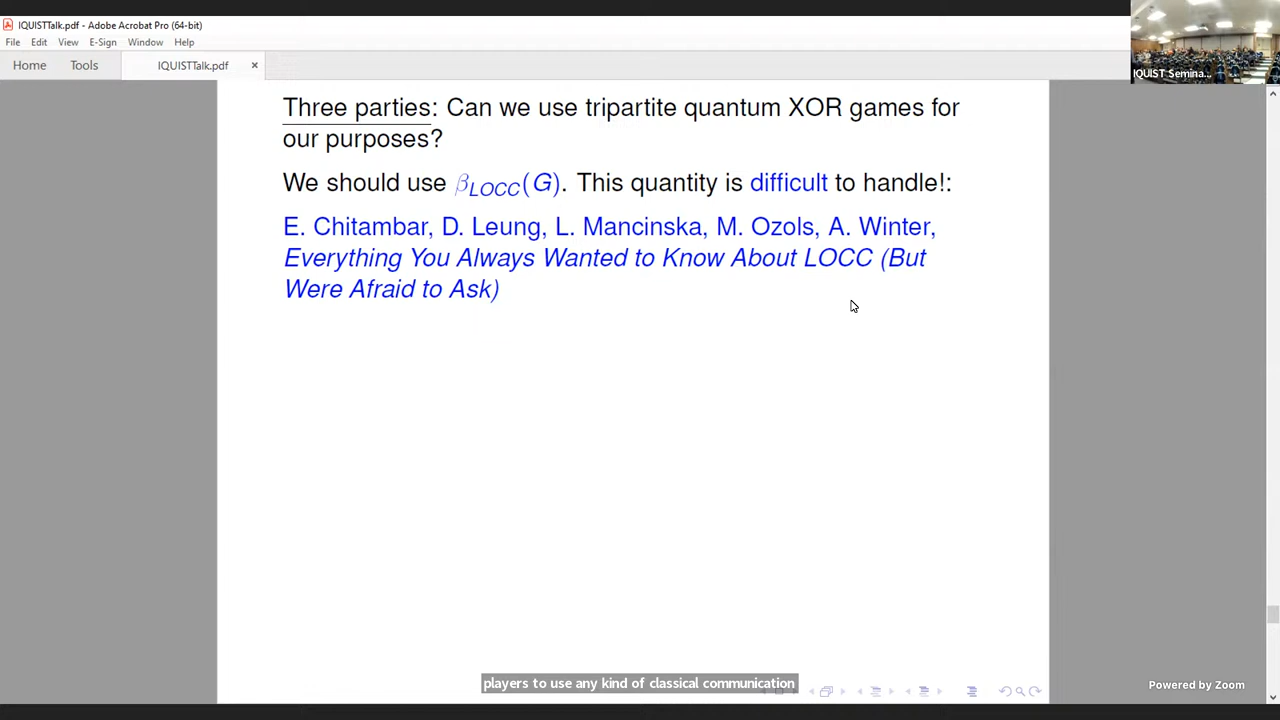 IQUISTTalk.pdf - Adobe Acrobat Pro (64-bit)
File Edit View E-Sign Window Help
Home Tools IQUISTTalk.pdf ×
IQUIST Semina...
Three parties: Can we use tripartite quantum XOR games for
our purposes?
We should use β_LOCC(G). This quantity is difficult to handle!:
E. Chitambar, D. Leung, L. Mancinska, M. Ozols, A. Winter,
Everything You Always Wanted to Know About LOCC (But
Were Afraid to Ask)
players to use any kind of classical communication
Powered by Zoom